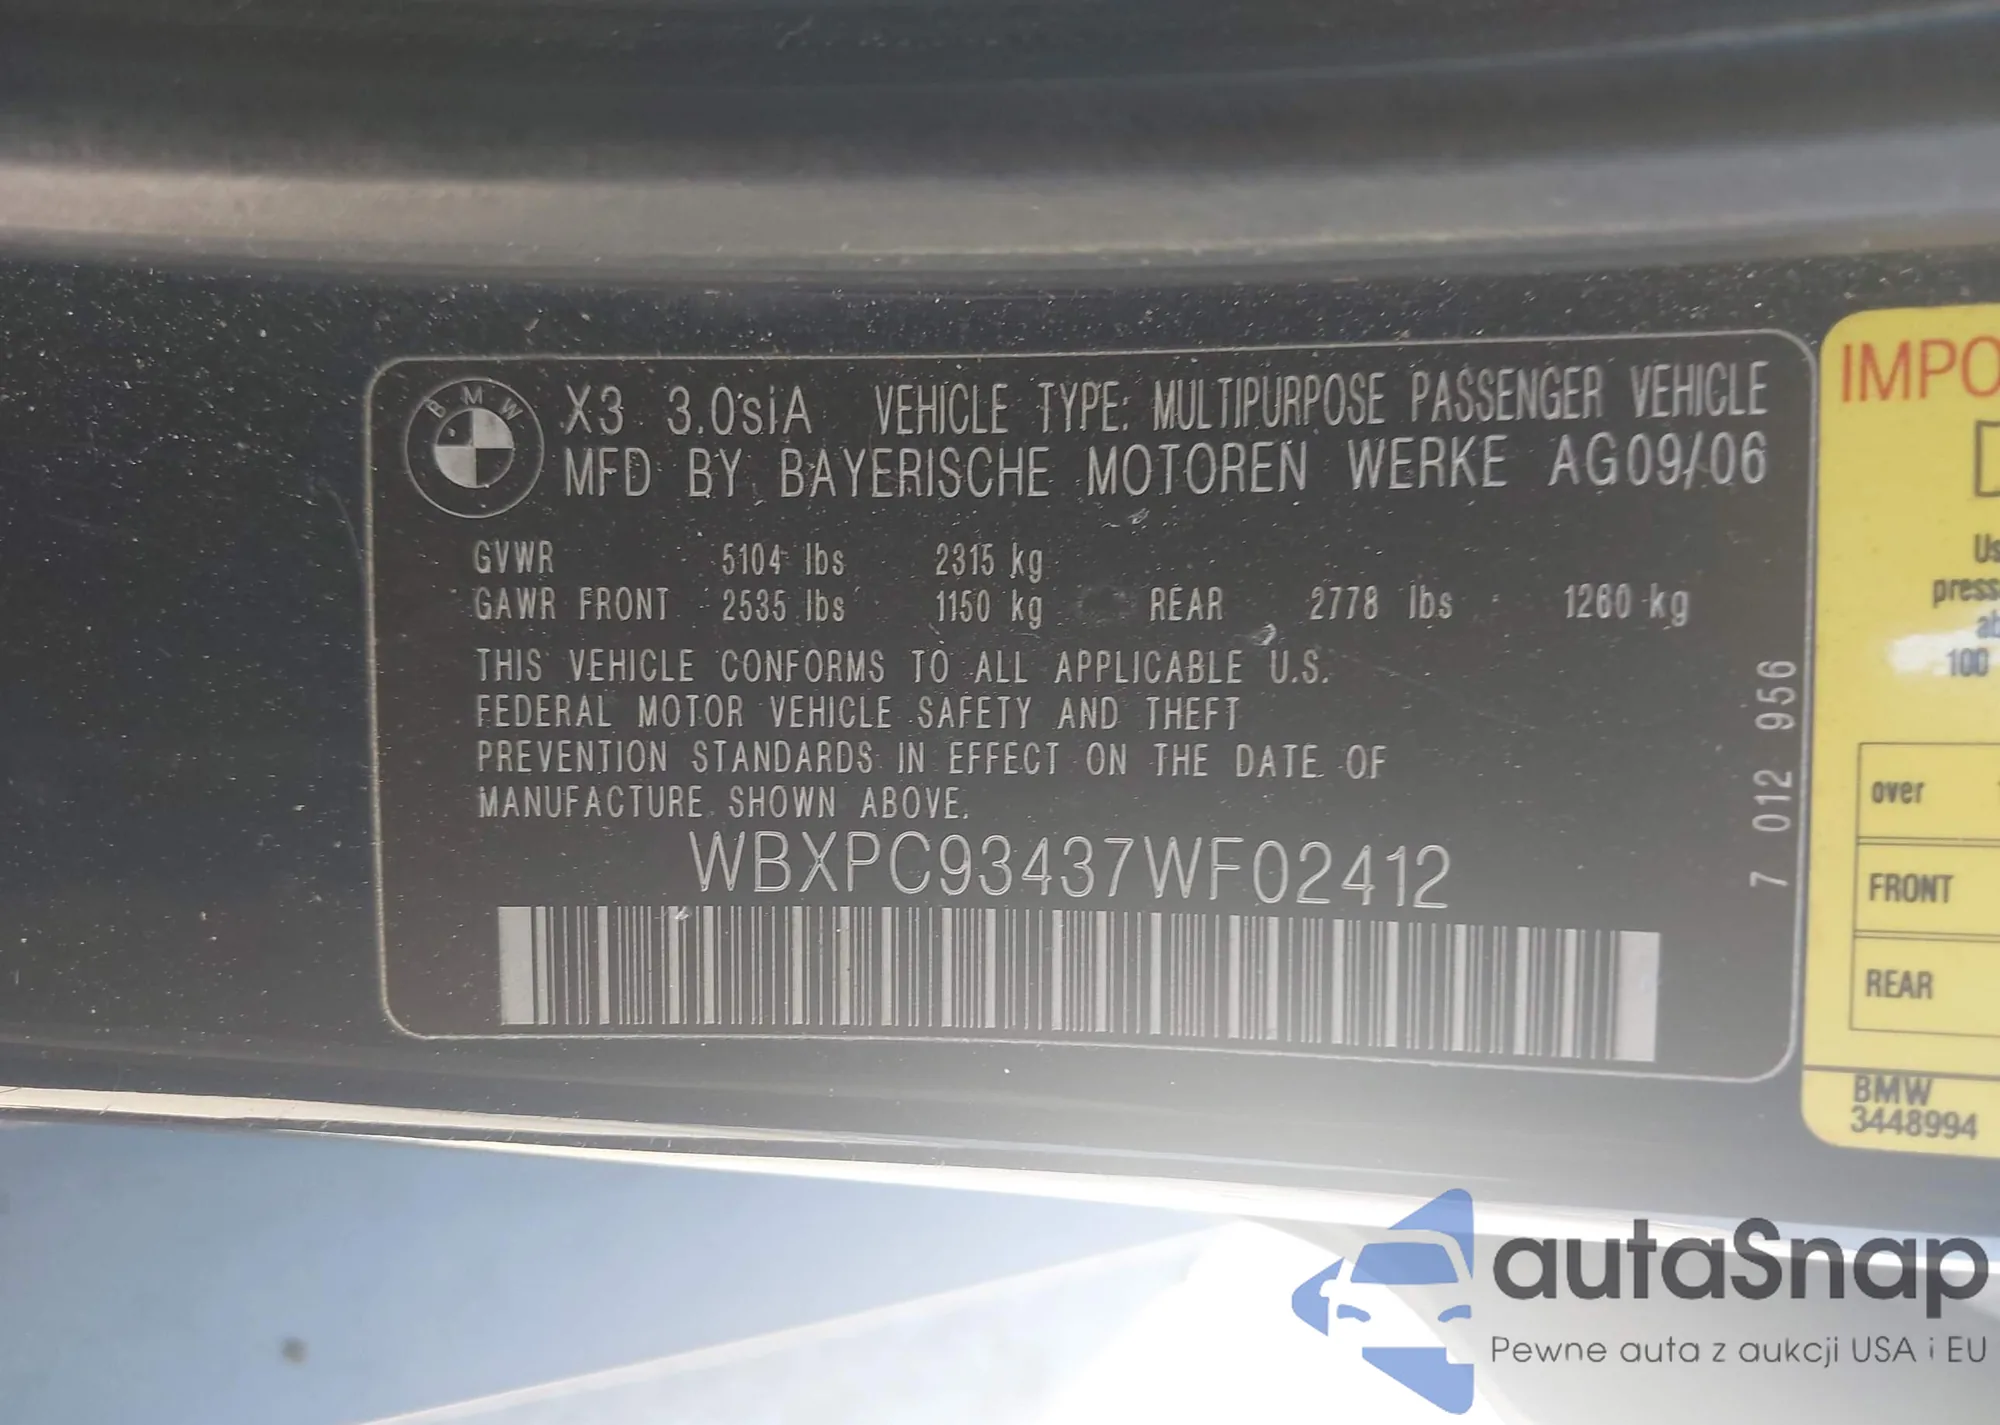 BMW
X3 3.0siA VEHICLE TYPE: MULTIPURPOSE PASSENGER VEHICLE
MFD BY BAYERISCHE MOTOREN WERKE AG 09/06
GVWR 5104 lbs 2315 kg
GAWR FRONT 2535 lbs 1150 kg REAR 2778 lbs 1260 kg
THIS VEHICLE CONFORMS TO ALL APPLICABLE U.S.
FEDERAL MOTOR VEHICLE SAFETY AND THEFT
PREVENTION STANDARDS IN EFFECT ON THE DATE OF
MANUFACTURE SHOWN ABOVE.
WBXPC93437WF02412
7 012 956
over
100
FRONT
REAR
BMW
3448994
autaSnap
Pewne auta z aukcji USA i EU